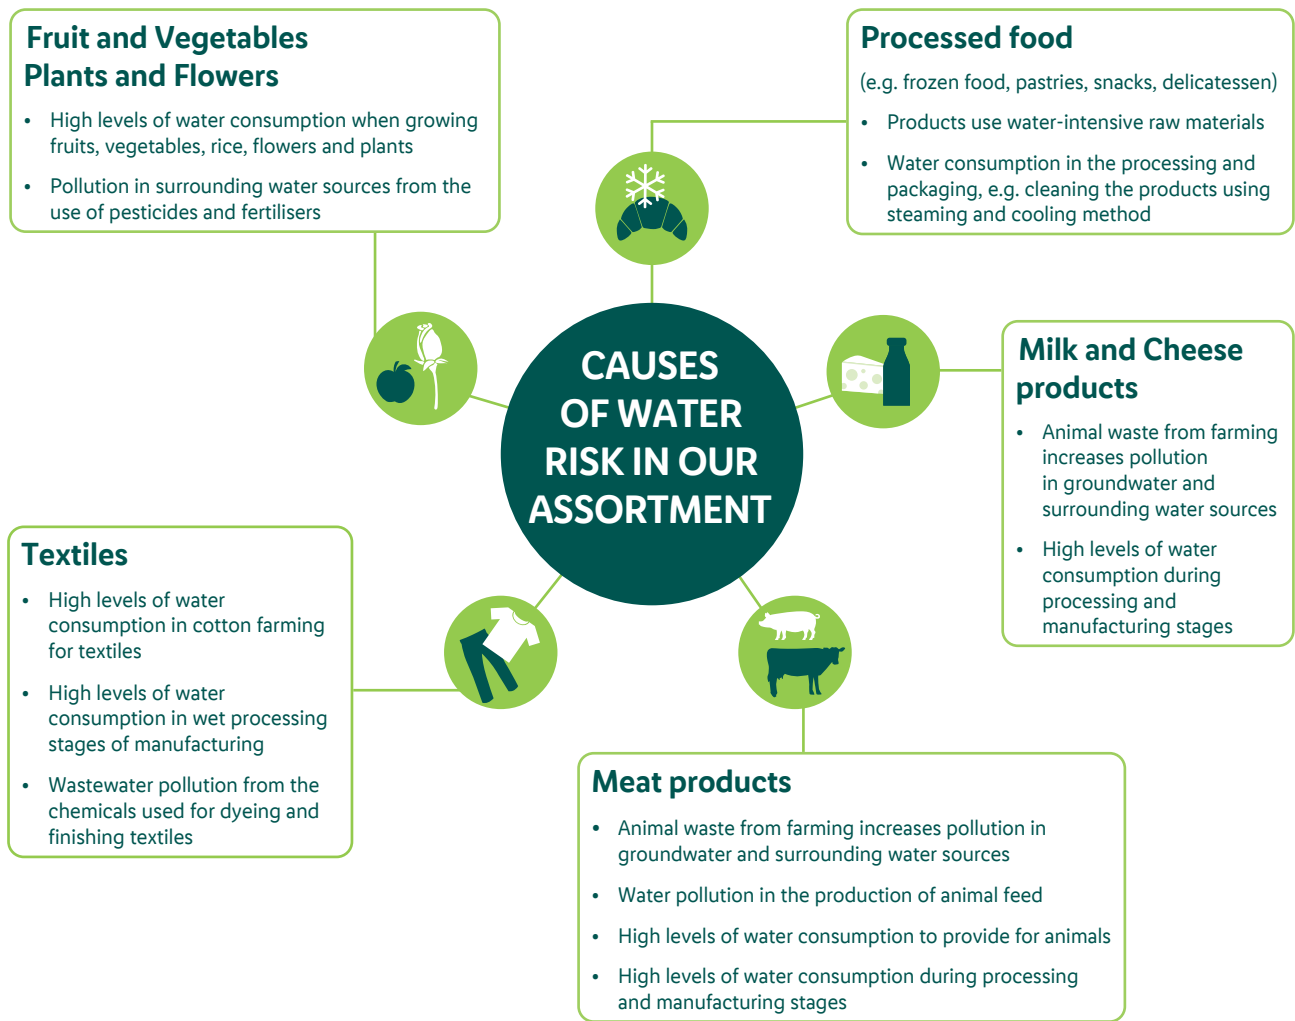 Fruit and Vegetables
Plants and Flowers
• High levels of water consumption when growing
fruits, vegetables, rice, flowers and plants
• Pollution in surrounding water sources from the
use of pesticides and fertilisers
Processed food
(e.g. frozen food, pastries, snacks, delicatessen)
• Products use water-intensive raw materials
• Water consumption in the processing and
packaging, e.g. cleaning the products using
steaming and cooling method
CAUSES
OF WATER
RISK IN OUR
ASSORTMENT
Milk and Cheese
products
• Animal waste from farming
increases pollution
in groundwater and
surrounding water sources
• High levels of water
consumption during
processing and
manufacturing stages
Textiles
• High levels of water
consumption in cotton farming
for textiles
• High levels of water
consumption in wet processing
stages of manufacturing
• Wastewater pollution from the
chemicals used for dyeing and
finishing textiles
Meat products
• Animal waste from farming increases pollution in
groundwater and surrounding water sources
• Water pollution in the production of animal feed
• High levels of water consumption to provide for animals
• High levels of water consumption during processing
and manufacturing stages